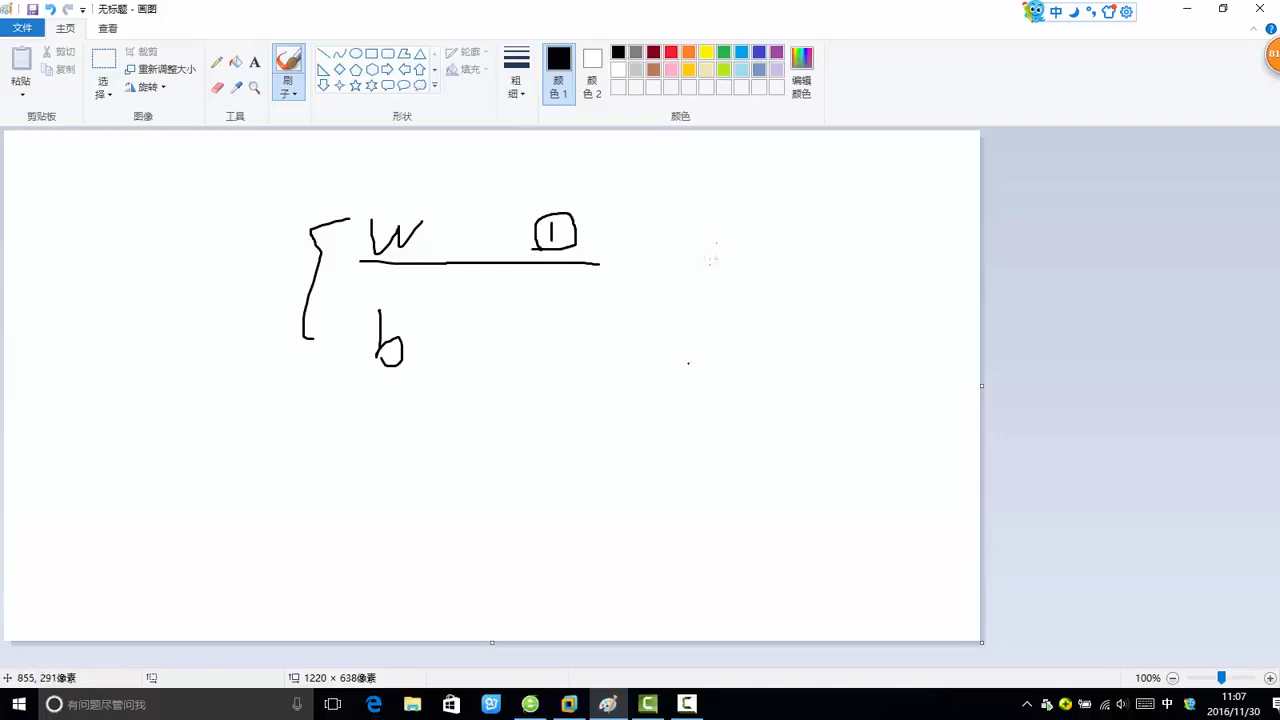 无标题 - 画图
中
文件 主页 查看
81
粘贴 剪切 复制 选择 裁剪 重新调整大小 旋转 A 刷子 轮廓 填充 粗细 颜色 1 颜色 2 编辑颜色
剪贴板 图像 工具 形状 颜色
W 1
b
855, 291像素 1220 × 638像素 100%
有问题尽管问我 中 11:07
2016/11/30